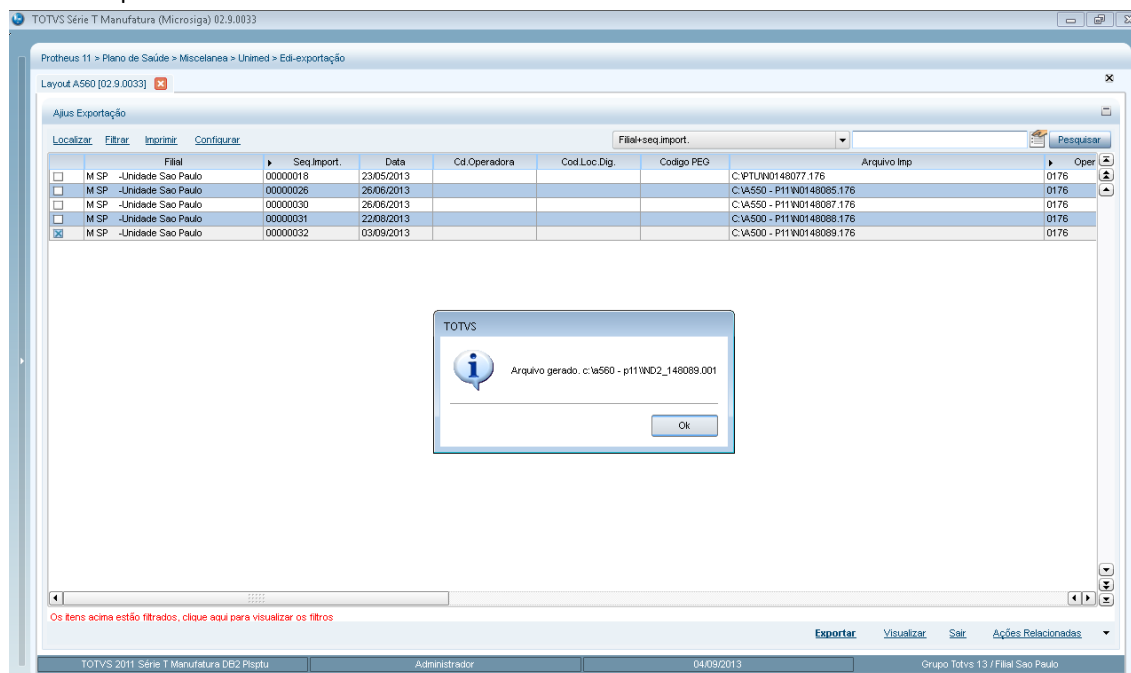 TOTVS Série T Manufatura (Microsiga) 02.9.0033
Protheus 11 > Plano de Saúde > Miscelanea > Unimed > Edi-exportação
Layout A560 [02.9.0033]
Ajius Exportação
Localizar Filtrar Imprimir Configurar Filial+seq.import. Pesquisar
Filial Seq.Import. Data Cd.Operadora Cod.Loc.Dig. Codigo PEG Arquivo Imp Oper
M SP -Unidade Sao Paulo 00000018 23/05/2013 C:\PTU\N0148077.176 0176
M SP -Unidade Sao Paulo 00000026 26/06/2013 C:\A550 - P11\N0148085.176 0176
M SP -Unidade Sao Paulo 00000030 26/06/2013 C:\A550 - P11\N0148087.176 0176
M SP -Unidade Sao Paulo 00000031 22/08/2013 C:\A500 - P11\N0148088.176 0176
M SP -Unidade Sao Paulo 00000032 03/09/2013 C:\A500 - P11\N0148089.176 0176
TOTVS
Arquivo gerado. c:\a560 - p11\\ND2_148089.001
Ok
Os itens acima estão filtrados, clique aqui para visualizar os filtros
Exportar Visualizar Sair Ações Relacionadas
TOTVS 2011 Série T Manufatura DB2 Plsptu Administrador 04/09/2013 Grupo Totvs 13 / Filial Sao Paulo